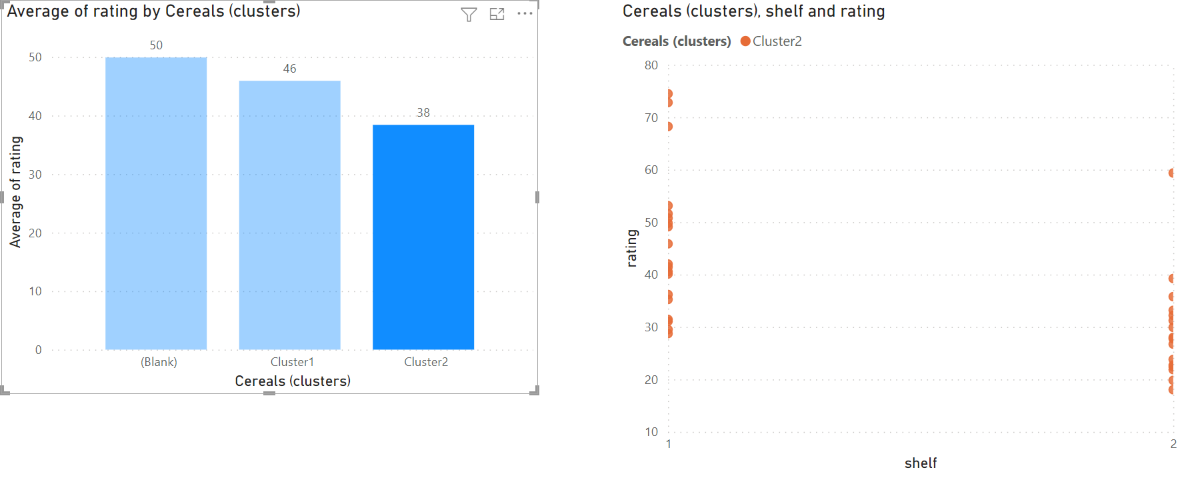 Average of rating by Cereals (clusters)
50
46
38
50
40
30
20
10
0
Average of rating
(Blank)
Cluster1
Cluster2
Cereals (clusters)
Cereals (clusters), shelf and rating
Cereals (clusters) Cluster2
80
70
60
50
40
30
20
10
rating
1
2
shelf